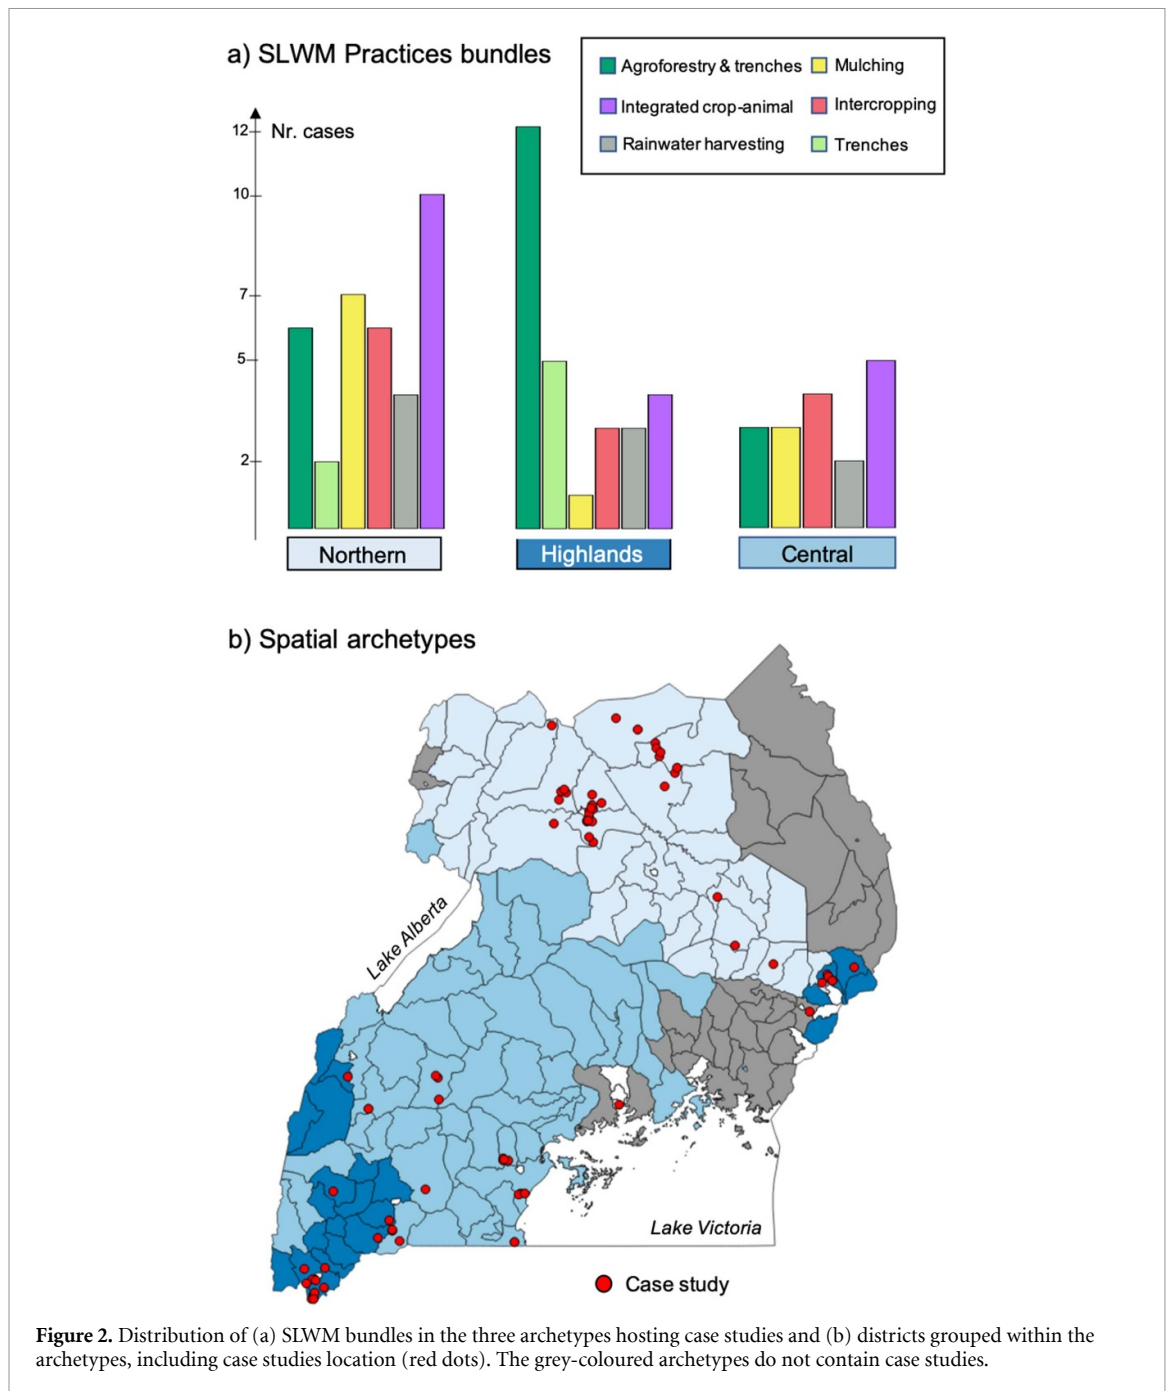 a) SLWM Practices bundles
Agroforestry & trenches
Mulching
Integrated crop-animal
Intercropping
Rainwater harvesting
Trenches
Nr. cases
12
10
7
5
2
Northern
Highlands
Central
b) Spatial archetypes
Lake Alberta
Lake Victoria
Case study
Figure 2. Distribution of (a) SLWM bundles in the three archetypes hosting case studies and (b) districts grouped within the
archetypes, including case studies location (red dots). The grey-coloured archetypes do not contain case studies.